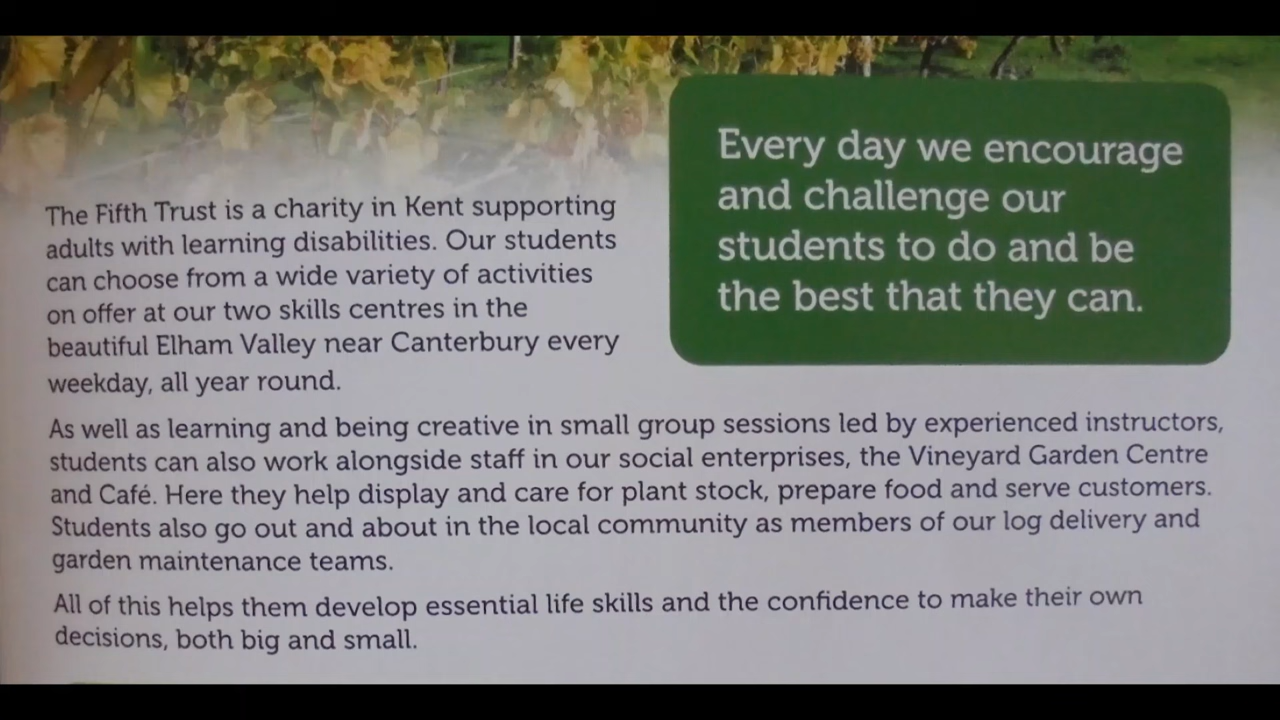 Every day we encourage
and challenge our
students to do and be
the best that they can.
The Fifth Trust is a charity in Kent supporting
adults with learning disabilities. Our students
can choose from a wide variety of activities
on offer at our two skills centres in the
beautiful Elham Valley near Canterbury every
weekday, all year round.
As well as learning and being creative in small group sessions led by experienced instructors,
students can also work alongside staff in our social enterprises, the Vineyard Garden Centre
and Café. Here they help display and care for plant stock, prepare food and serve customers.
Students also go out and about in the local community as members of our log delivery and
garden maintenance teams.
All of this helps them develop essential life skills and the confidence to make their own
decisions, both big and small.